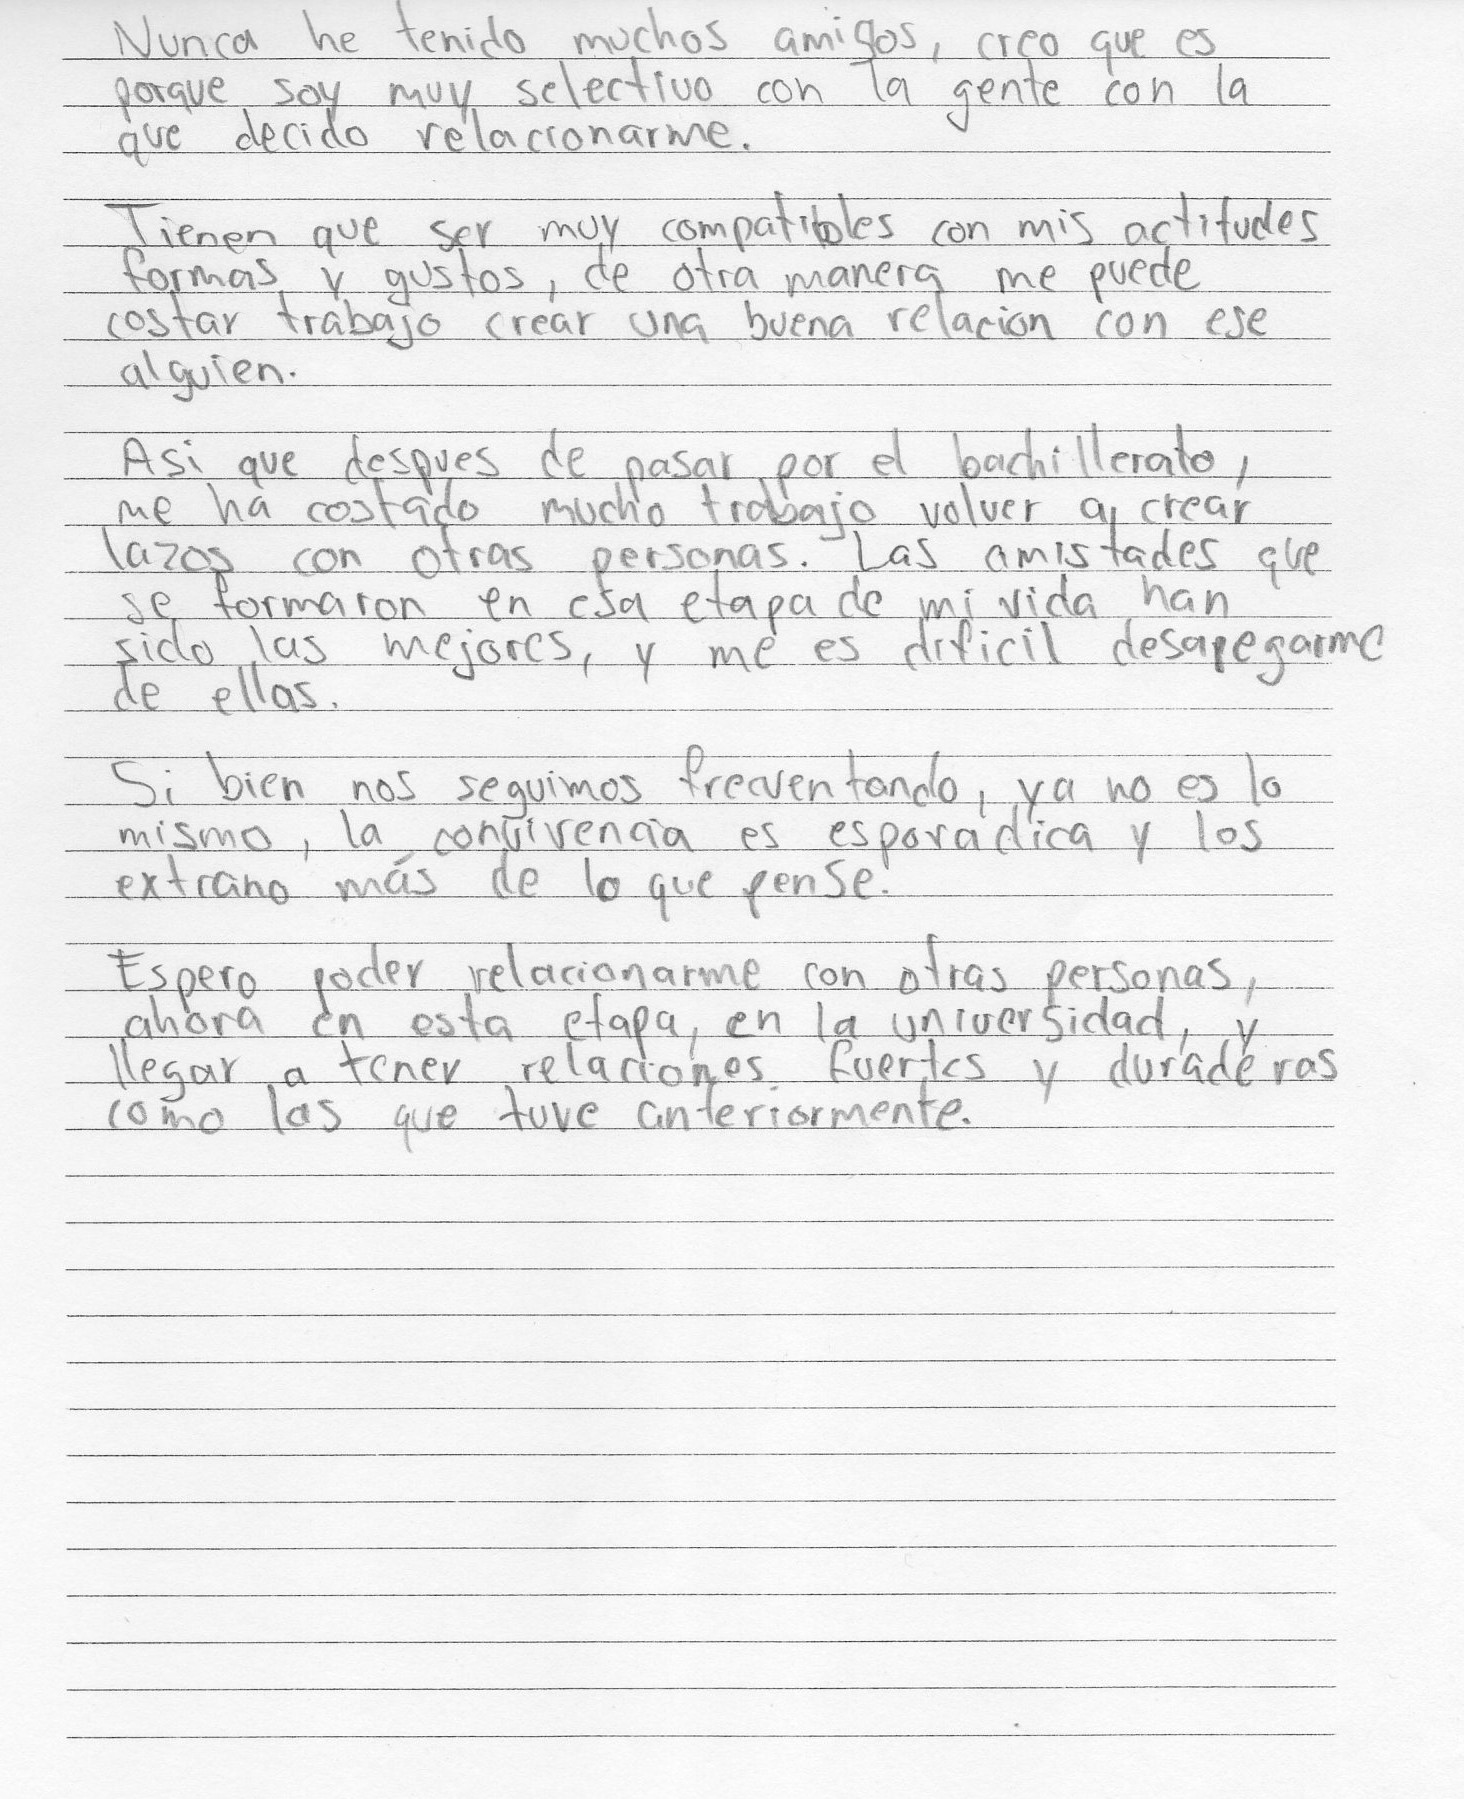 Nunca he tenido muchos amigos, creo que es
porque soy muy selectivo con la gente con la
que decido relacionarme.
Tienen que ser muy compatibles con mis actitudes
formas y gustos, de otra manera me puede
costar trabajo crear una buena relacion con ese
alguien.
Asi que despues de pasar por el bachillerato,
me ha costado mucho trabajo volver a crear
lazos con otras personas. Las amistades que
se formaron en esa etapa de mi vida han
sido las mejores, y me es dificil desapegarme
de ellas.
Si bien nos seguimos frecuentando, ya no es lo
mismo, la convivencia es esporadica y los
extrano más de lo que pense.
Espero poder relacionarme con otras personas,
ahora en esta etapa, en la universidad, y
llegar a tener relaciones fuertes y duraderas
como las que tuve anteriormente.